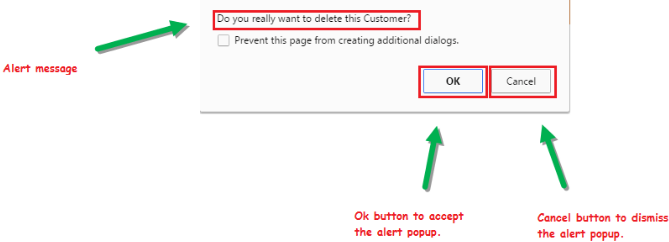 Do you really want to delete this Customer?
Prevent this page from creating additional dialogs.
Alert message
OK
Cancel
Ok button to accept
the alert popup.
Cancel button to dismiss
the alert popup.